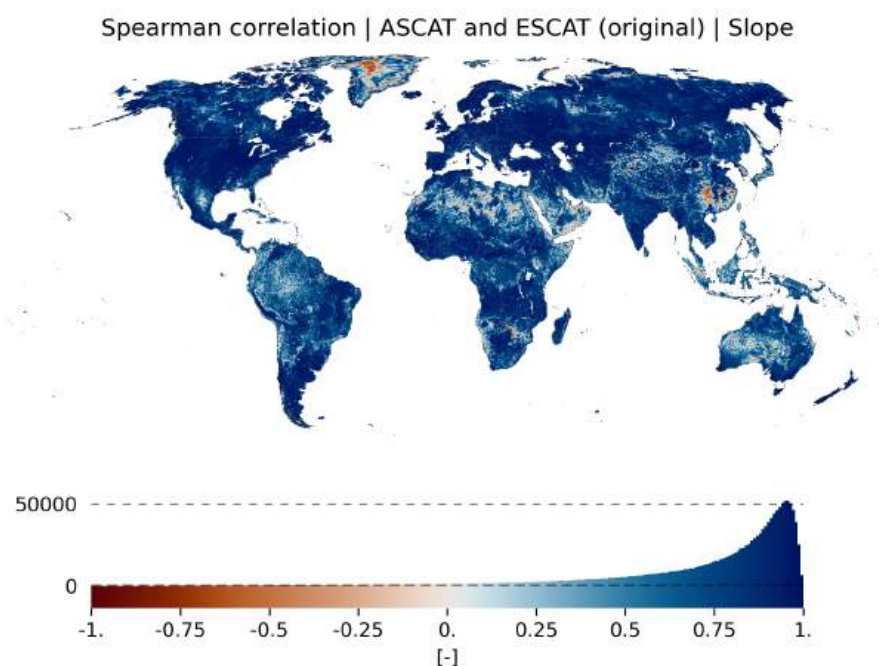 Spearman correlation | ASCAT and ESCAT (original) | Slope
50000
0
-1. -0.75 -0.5 -0.25 0. 0.25 0.5 0.75 1.
[-]